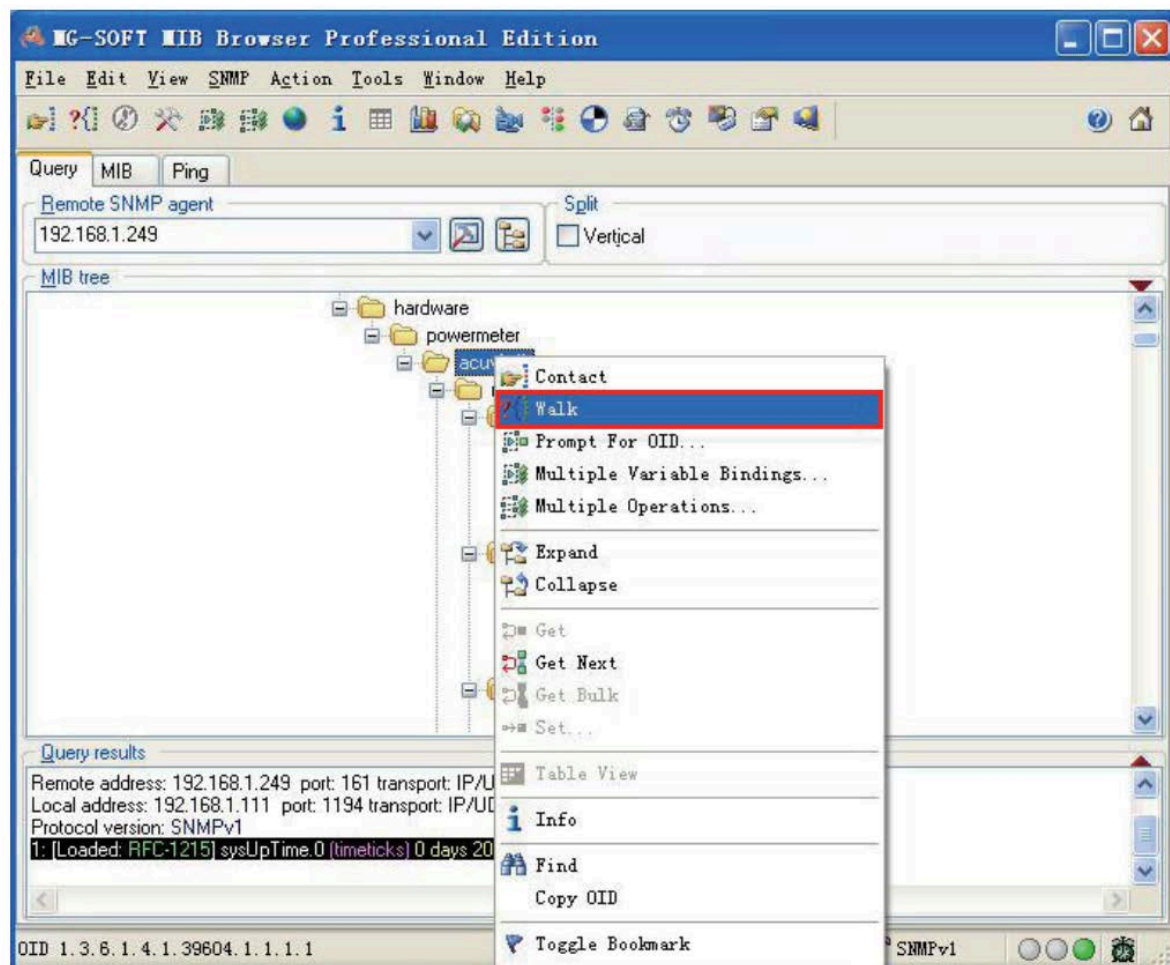 MG-SOFT MIB Browser Professional Edition
File Edit View SNMP Action Tools Window Help
Query MIB Ping
Remote SNMP agent
Split
192.168.1.249
Vertical
MIB tree
hardware
powermeter
Contact
Walk
Prompt For OID...
Multiple Variable Bindings...
Multiple Operations...
Expand
Collapse
Get
Get Next
Get Bulk
Set...
Table View
Info
Find
Copy OID
Toggle Bookmark
Query results
Remote address: 192.168.1.249 port: 161 transport: IP/U
Local address: 192.168.1.111 port: 1194 transport: IP/UD
Protocol version: SNMPv1
1: [Loaded: RFC-1215] sysUpTime.0 (timeticks) 0 days 20
OID 1.3.6.1.4.1.39604.1.1.1.1
SNMPv1